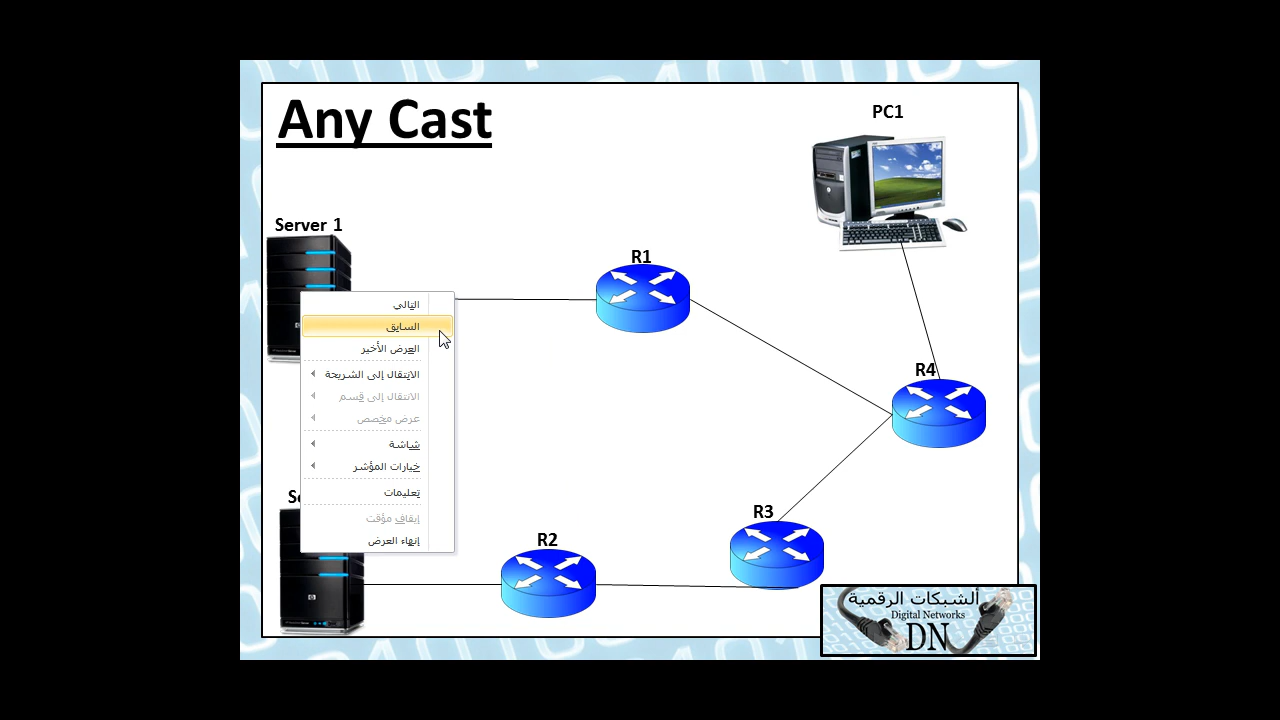 Any Cast
PC1
Server 1
R1
التالي
السابق
العرض الأخير
الانتقال إلى الشريحة
الانتقال إلى قسم
عرض مخصص
شاشة
خيارات المؤشر
تعليمات
إيقاف مؤقت
إنهاء العرض
R4
R3
R2
الشبكات الرقمية
Digital Networks
DN